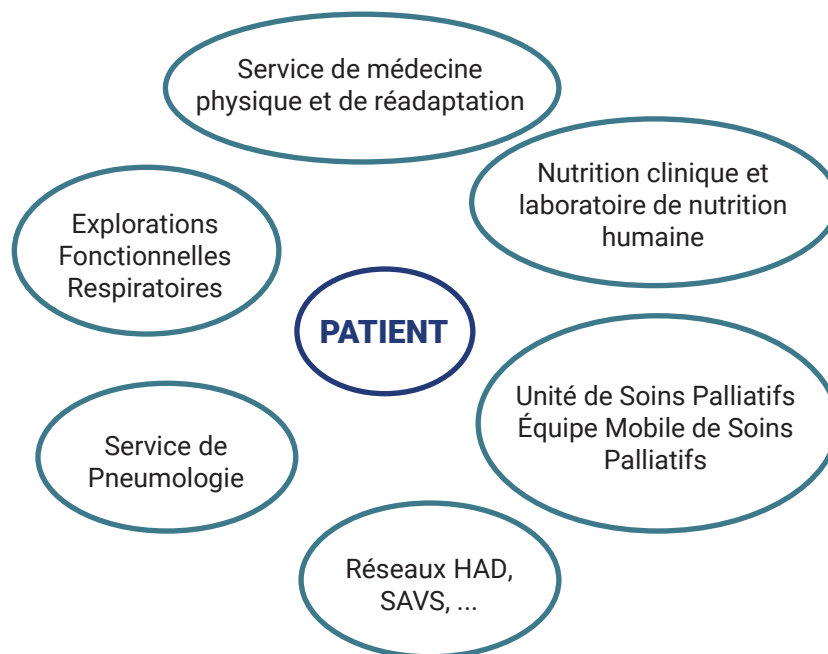 Service de médecine
physique et de réadaptation
Nutrition clinique et
laboratoire de nutrition
humaine
Explorations
Fonctionnelles
Respiratoires
PATIENT
Unité de Soins Palliatifs
Équipe Mobile de Soins
Palliatifs
Service de
Pneumologie
Réseaux HAD,
SAVS, ...